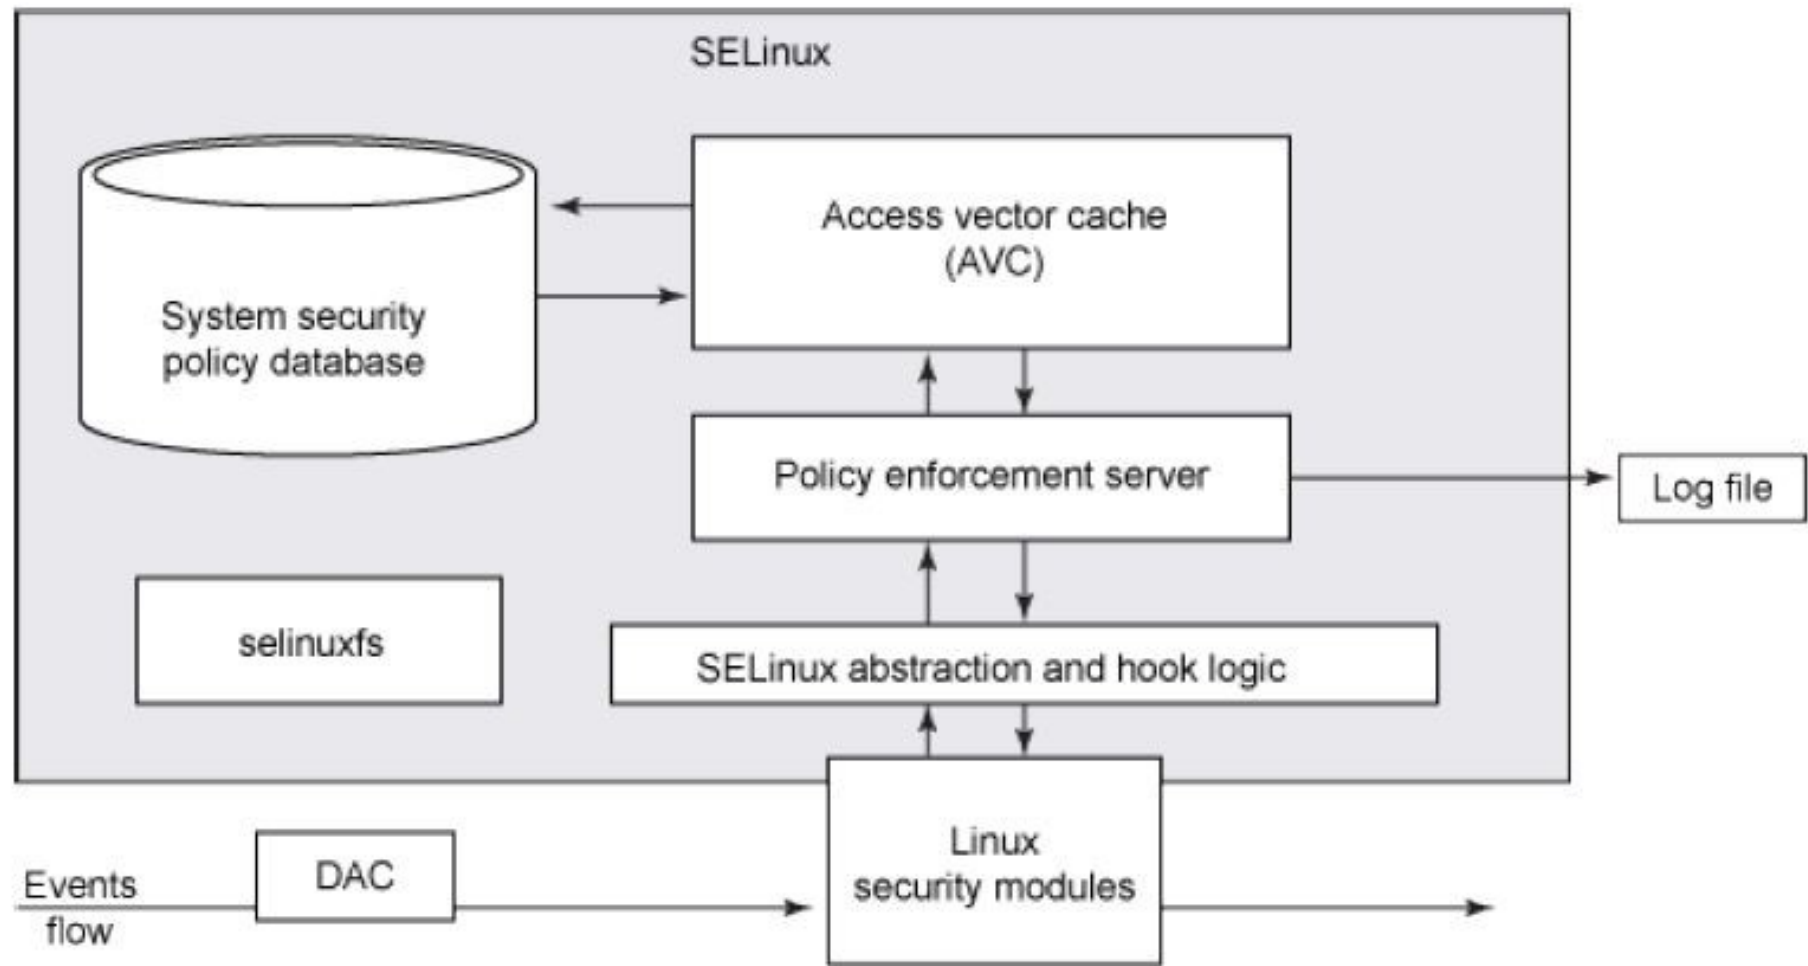 SELinux
Access vector cache
(AVC)
System security
policy database
Policy enforcement server
Log file
selinuxfs
SELinux abstraction and hook logic
Linux
security modules
DAC
Events
flow